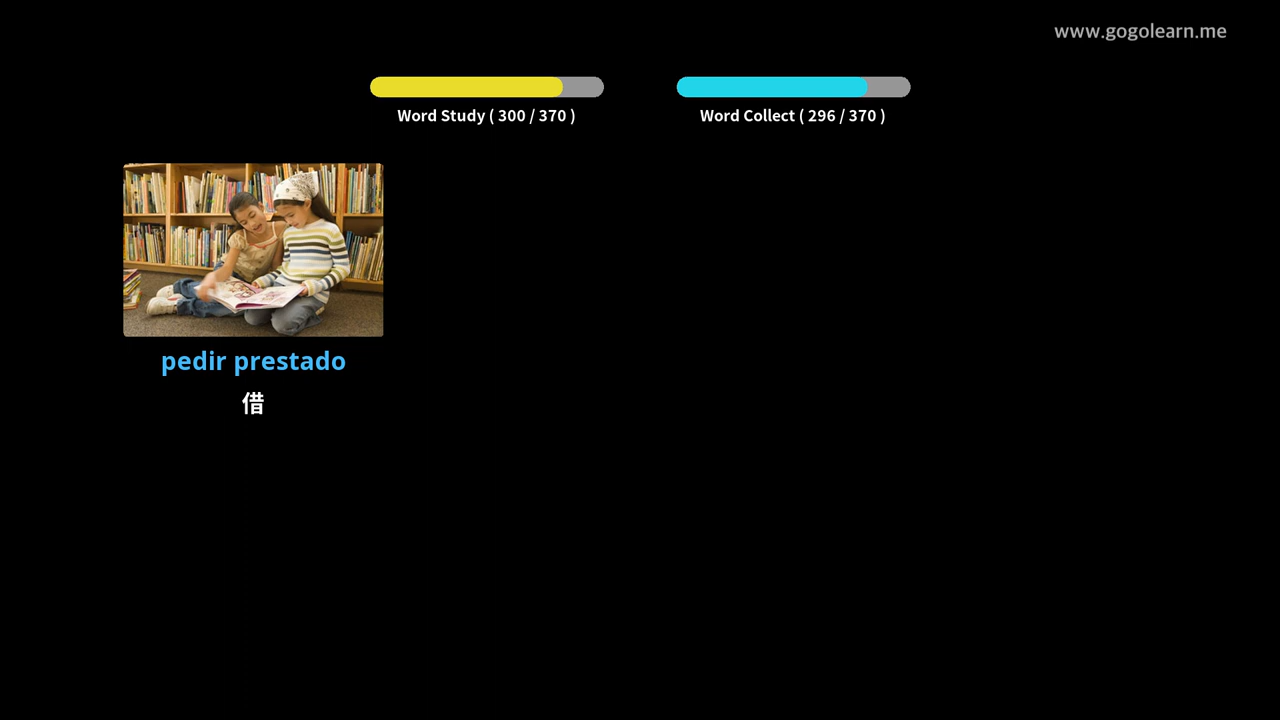 www.gogolearn.me
Word Study ( 300 / 370 )
Word Collect ( 296 / 370 )
pedir prestado
借